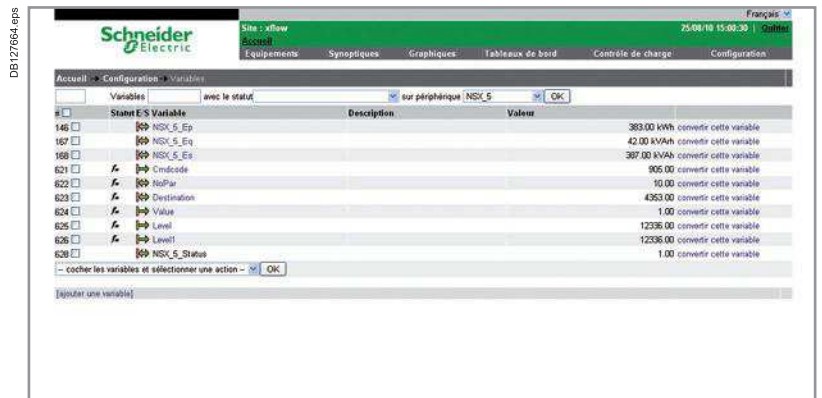 DB127664.eps
Français
Schneider Electric
Site : xflow
25/08/10 15:00:30 | Quitter
Accueil
Equipements Synoptiques Graphiques Tableaux de bord Contrôle de charge Configuration
Accueil Configuration Variables
Variables avec le statut sur périphérique NSX_5 OK
# Statut E/S Variable Description Valeur
146 NSX_5_Ep 383.00 kWh convertir cette variable
167 NSX_5_Eq 42.00 kVArh convertir cette variable
168 NSX_5_Es 387.00 kVAh convertir cette variable
621 Cmdcode 905.00 convertir cette variable
622 NoPar 10.00 convertir cette variable
623 Destination 4353.00 convertir cette variable
624 Value 1.00 convertir cette variable
625 Level 12336.00 convertir cette variable
626 Level1 12336.00 convertir cette variable
628 NSX_5_Status 1.00 convertir cette variable
-- cocher les variables et sélectionner une action -- OK
[ajouter une variable]